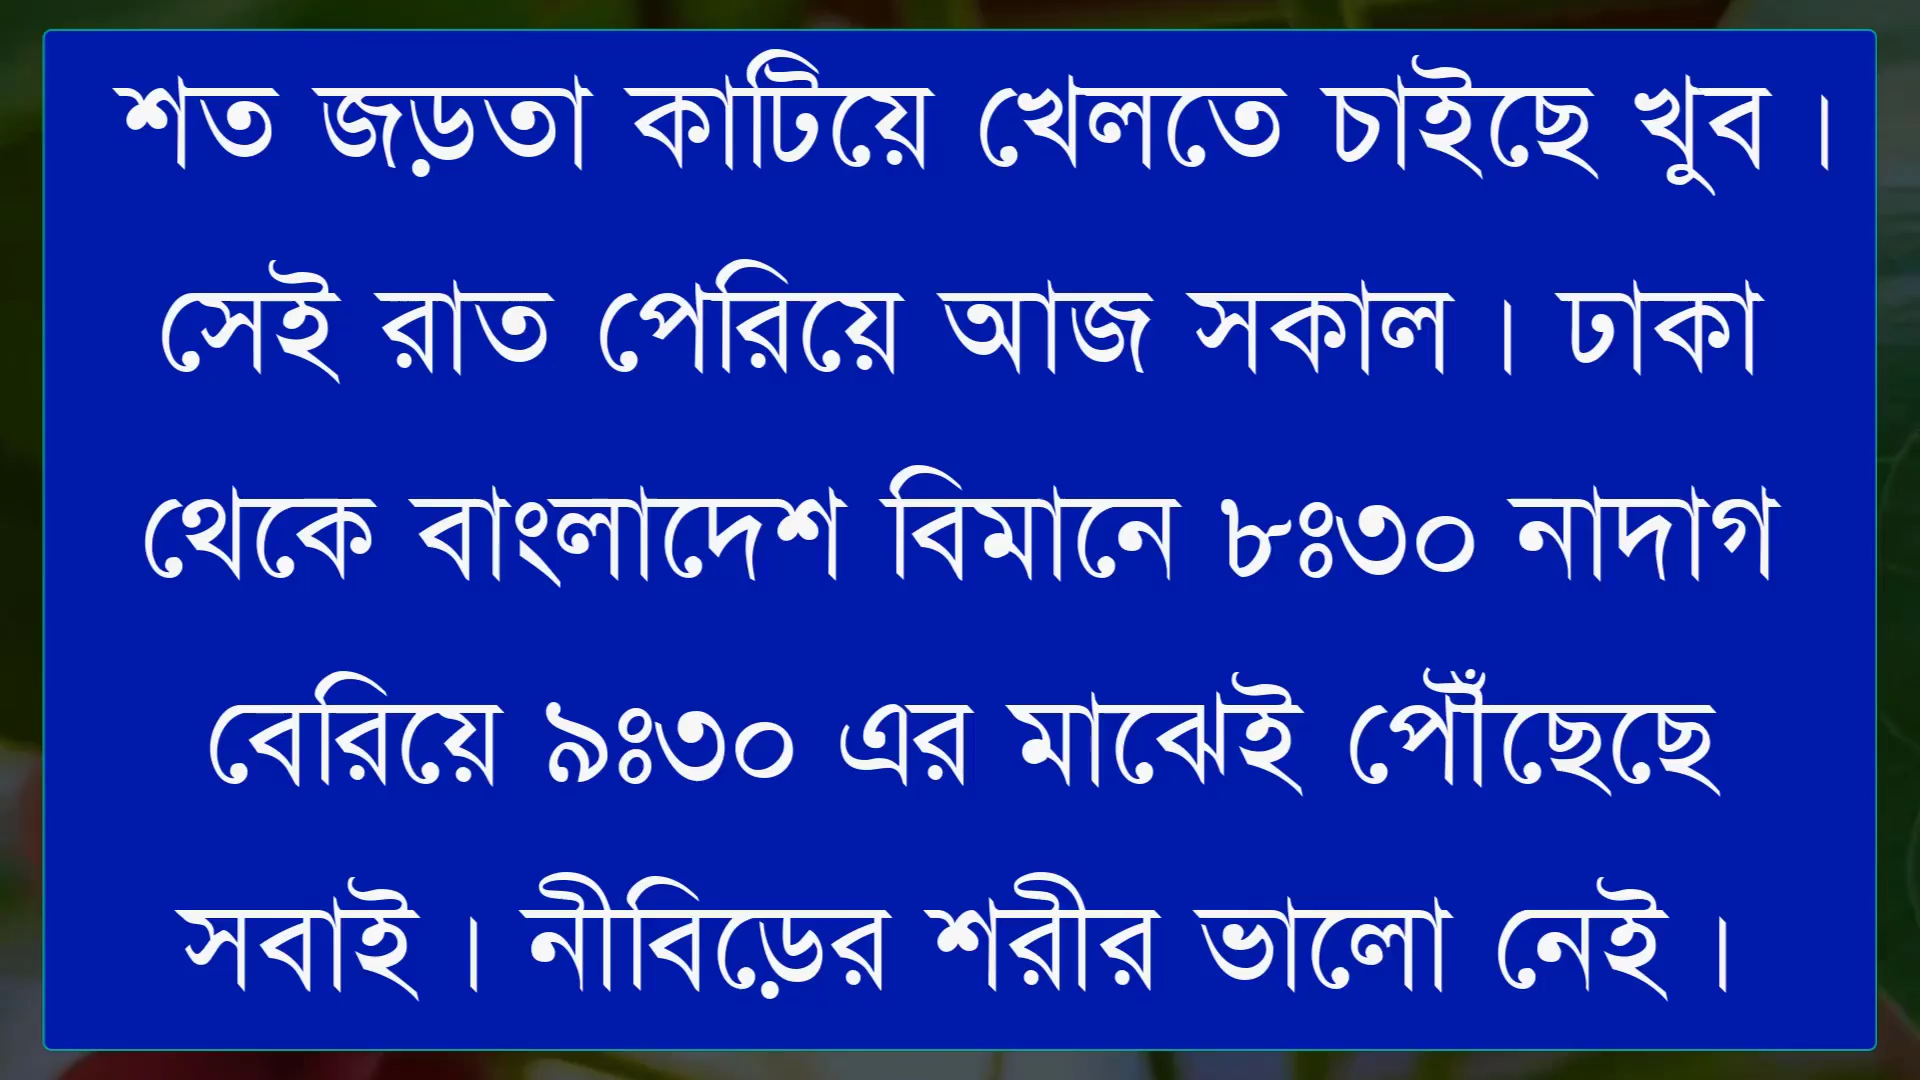 শত জড়তা কাটিয়ে খেলতে চাইছে খুব ।
সেই রাত পেরিয়ে আজ সকাল । ঢাকা
থেকে বাংলাদেশ বিমানে ৮ঃ৩০ নাদাগ
বেরিয়ে ৯ঃ৩০ এর মাঝেই পৌঁছেছে
সবাই । নীবিড়ের শরীর ভালো নেই ।